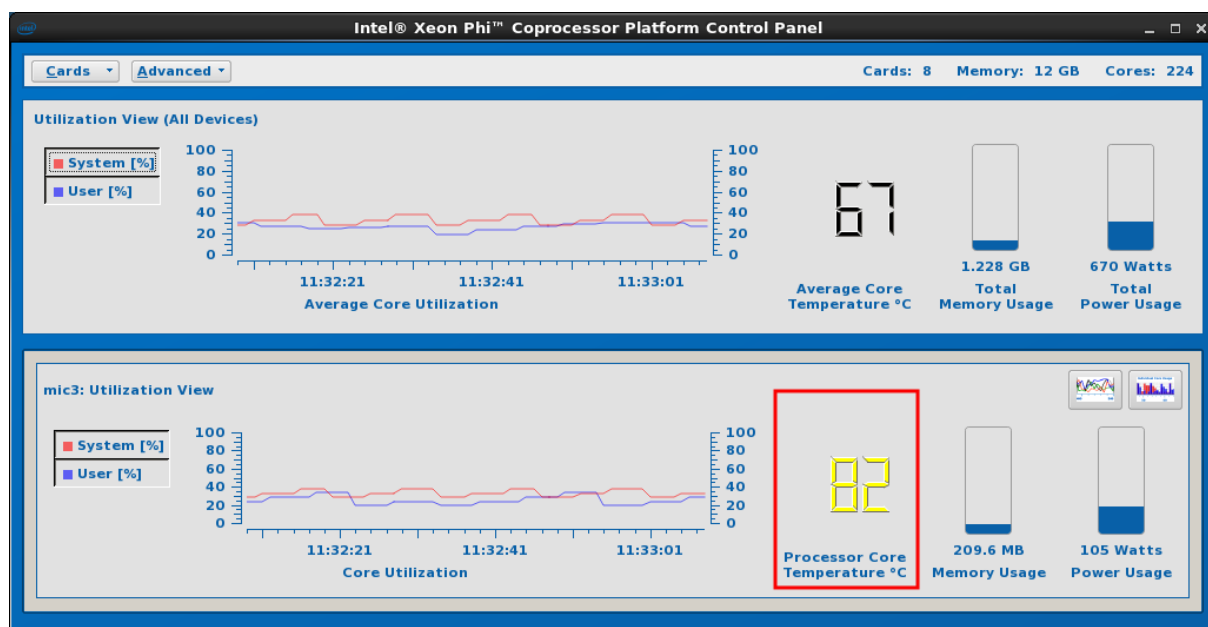 Intel® Xeon Phi™ Coprocessor Platform Control Panel
Cards Advanced Cards: 8 Memory: 12 GB Cores: 224
Utilization View (All Devices)
System [%]
User [%]
100 100
80 80
60 60
40 40
20 20
0 0
11:32:21 11:32:41 11:33:01
Average Core Utilization
67
Average Core
Temperature °C
1.228 GB
Total
Memory Usage
670 Watts
Total
Power Usage
mic3: Utilization View
System [%]
User [%]
100 100
80 80
60 60
40 40
20 20
0 0
11:32:21 11:32:41 11:33:01
Core Utilization
82
Processor Core
Temperature °C
209.6 MB
Memory Usage
105 Watts
Power Usage